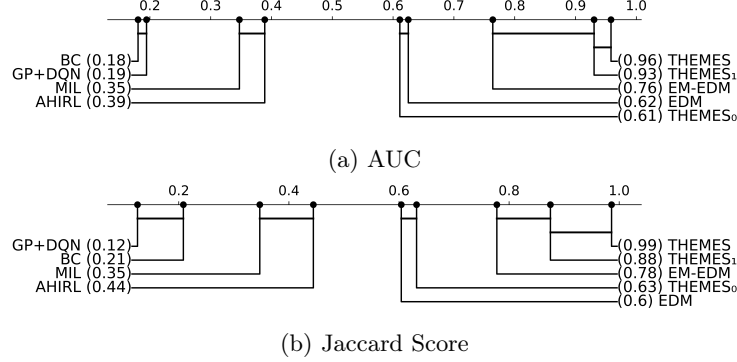 0.2 0.3 0.4 0.5 0.6 0.7 0.8 0.9 1.0
BC (0.18) (0.96) THEMES
GP+DQN (0.19) (0.93) THEMES₁
MIL (0.35) (0.76) EM-EDM
AHIRL (0.39) (0.62) EDM
(0.61) THEMES₀
(a) AUC
0.2 0.4 0.6 0.8 1.0
GP+DQN (0.12) (0.99) THEMES
BC (0.21) (0.88) THEMES₁
MIL (0.35) (0.78) EM-EDM
AHIRL (0.44) (0.63) THEMES₀
(0.6) EDM
(b) Jaccard Score